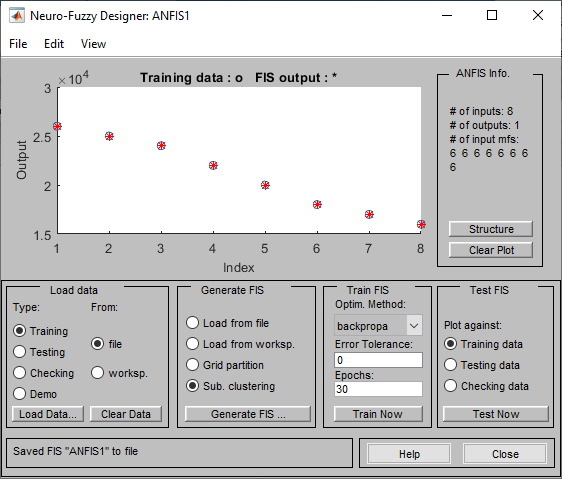 Neuro-Fuzzy Designer: ANFIS1
File Edit View
×10⁴
Training data : o FIS output : *
3
2.5
2
1.5
Output
1 2 3 4 5 6 7 8
Index
ANFIS Info.
# of inputs: 8
# of outputs: 1
# of input mfs:
6 6 6 6 6 6 6
6
Structure
Clear Plot
Load data
Type: From:
Training
Testing
Checking
Demo
file
worksp.
Load Data... Clear Data
Generate FIS
Load from file
Load from worksp.
Grid partition
Sub. clustering
Generate FIS ...
Train FIS
Optim. Method:
backpropa
Error Tolerance:
0
Epochs:
30
Train Now
Test FIS
Plot against:
Training data
Testing data
Checking data
Test Now
Saved FIS "ANFIS1" to file
Help Close